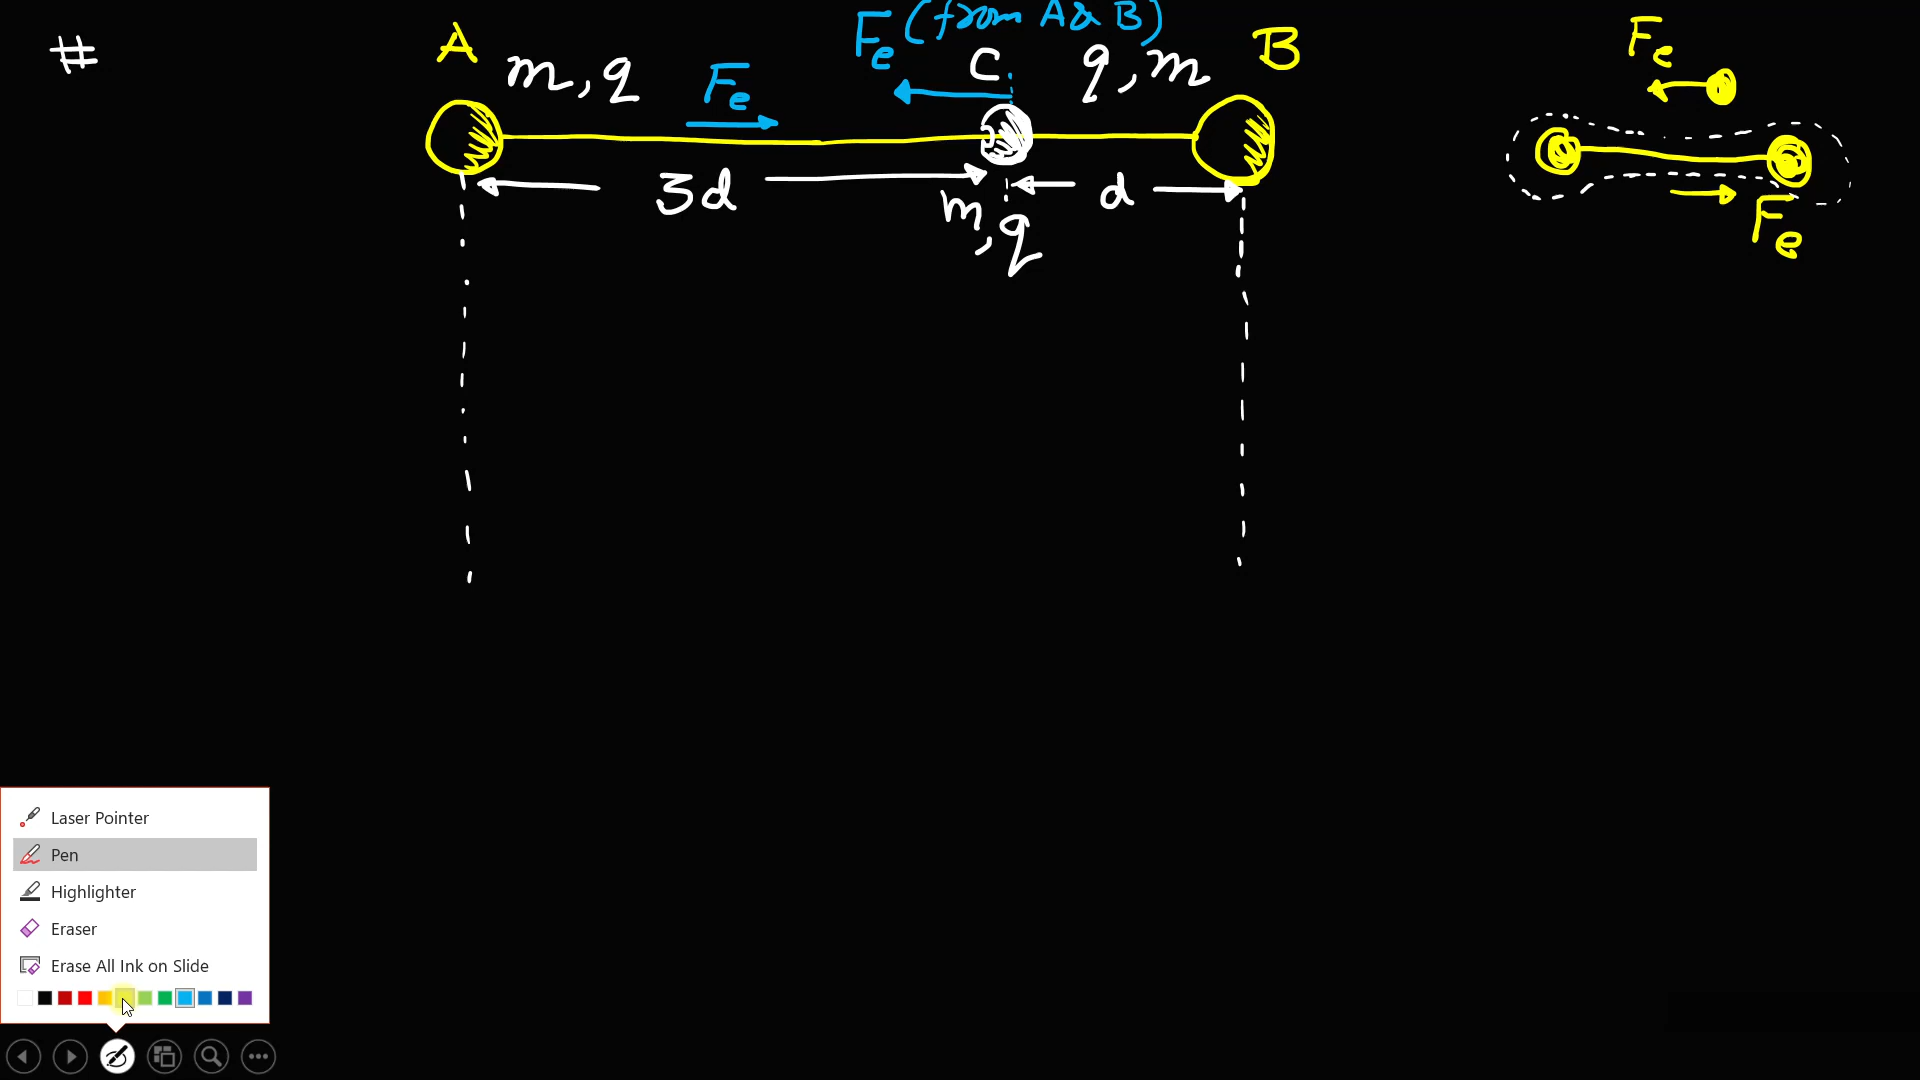 #
A
m, q
Fe
Fe (from A & B)
C
q, m
B
Fe
3d
m, q
d
Fe
Laser Pointer
Pen
Highlighter
Eraser
Erase All Ink on Slide